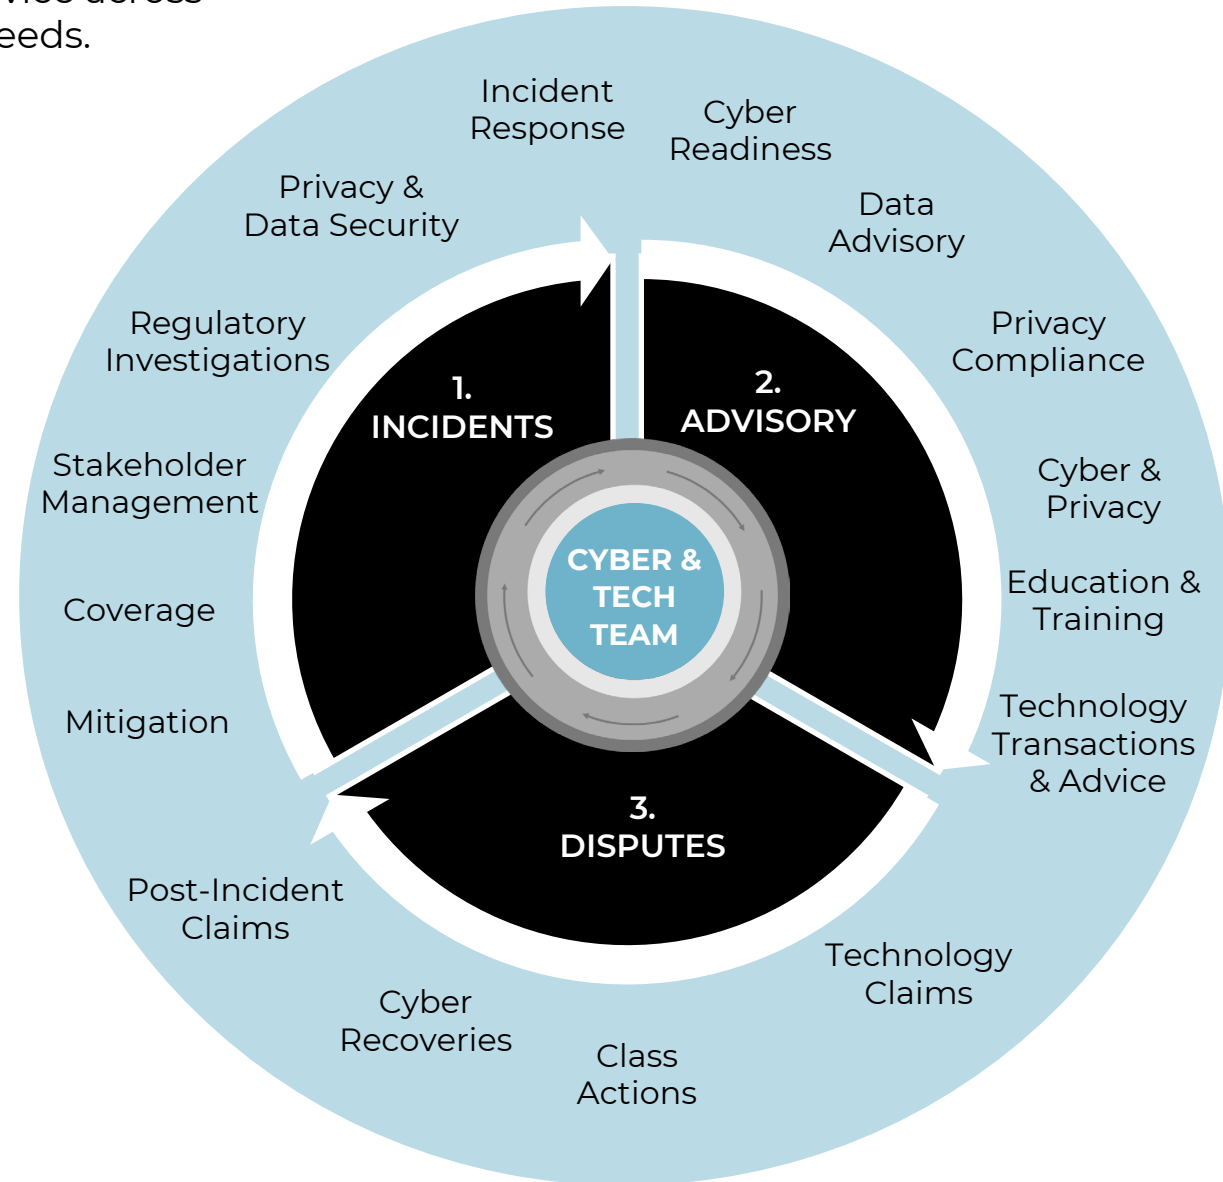 across
eeds.
Incident
Response
Cyber
Readiness
Data
Advisory
Privacy
Compliance
Cyber &
Privacy
Education &
Training
Technology
Transactions
& Advice
Technology
Claims
Class
Actions
Cyber
Recoveries
Post-Incident
Claims
Mitigation
Coverage
Stakeholder
Management
Regulatory
Investigations
Privacy &
Data Security
1.
INCIDENTS
2.
ADVISORY
3.
DISPUTES
CYBER &
TECH
TEAM